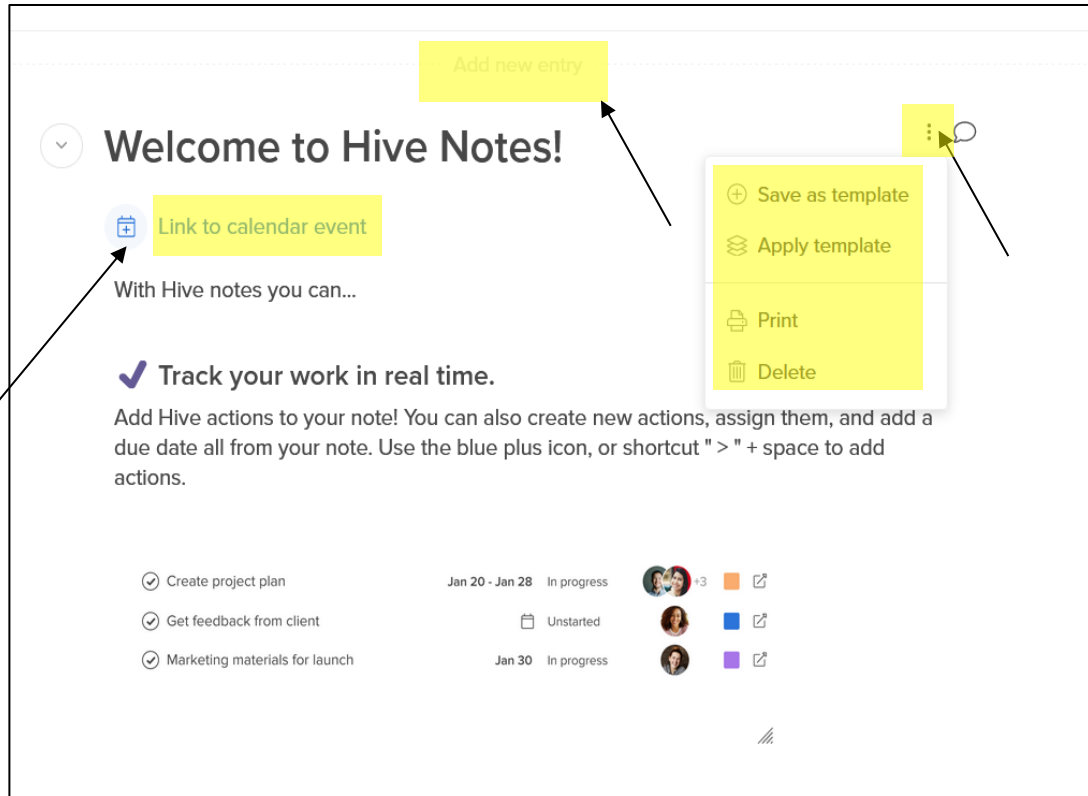 Add new entry
Welcome to Hive Notes!
Link to calendar event
Save as template
Apply template
Print
Delete
With Hive notes you can...
Track your work in real time.
Add Hive actions to your note! You can also create new actions, assign them, and add a
due date all from your note. Use the blue plus icon, or shortcut " > " + space to add
actions.
Create project plan Jan 20 - Jan 28 In progress +3
Get feedback from client Unstarted
Marketing materials for launch Jan 30 In progress